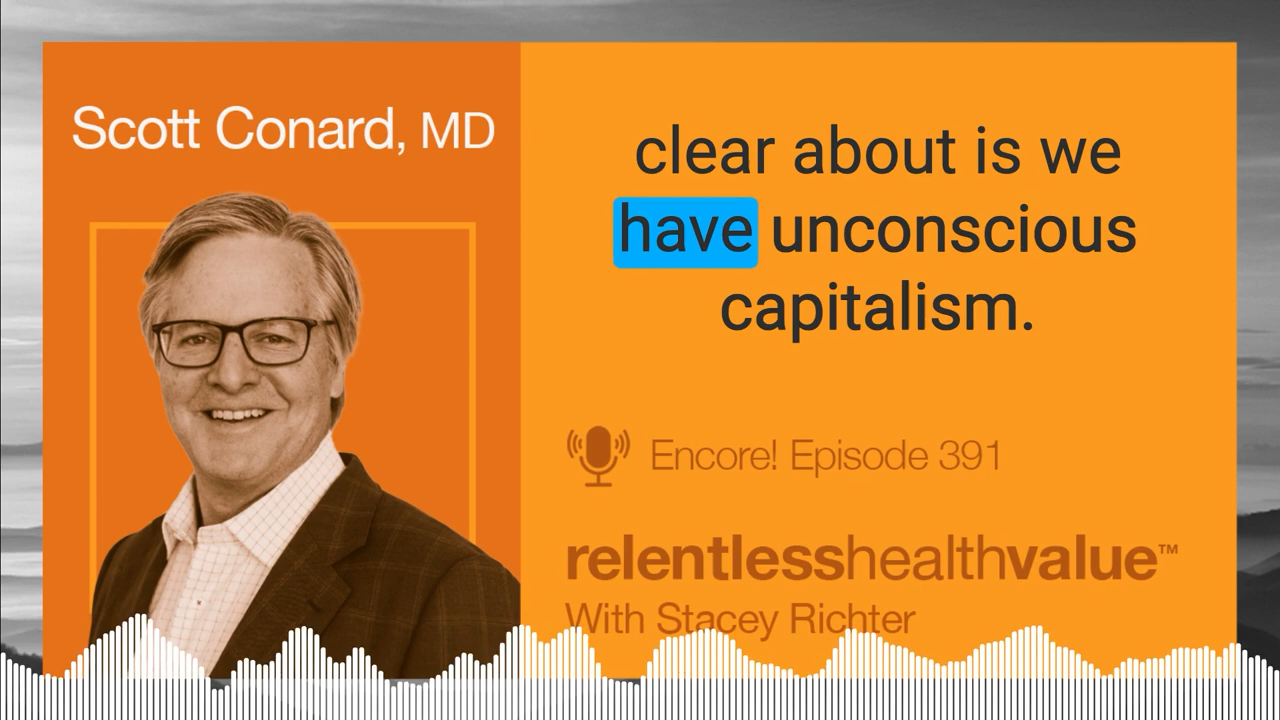 Scott Conard, MD
clear about is we
have unconscious
capitalism.
Encore! Episode 391
relentlesshealthvalue™
With Stacey Richter